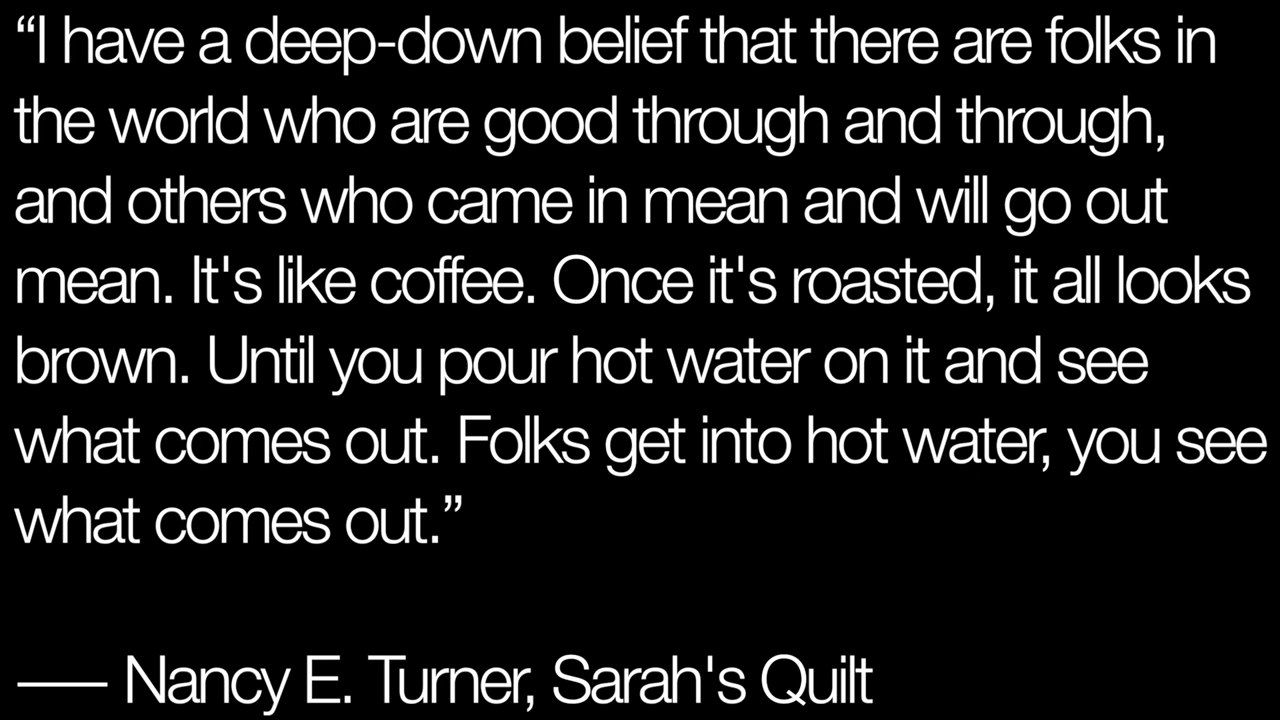 “I have a deep-down belief that there are folks in
the world who are good through and through,
and others who came in mean and will go out
mean. It's like coffee. Once it's roasted, it all looks
brown. Until you pour hot water on it and see
what comes out. Folks get into hot water, you see
what comes out.”
— Nancy E. Turner, Sarah's Quilt